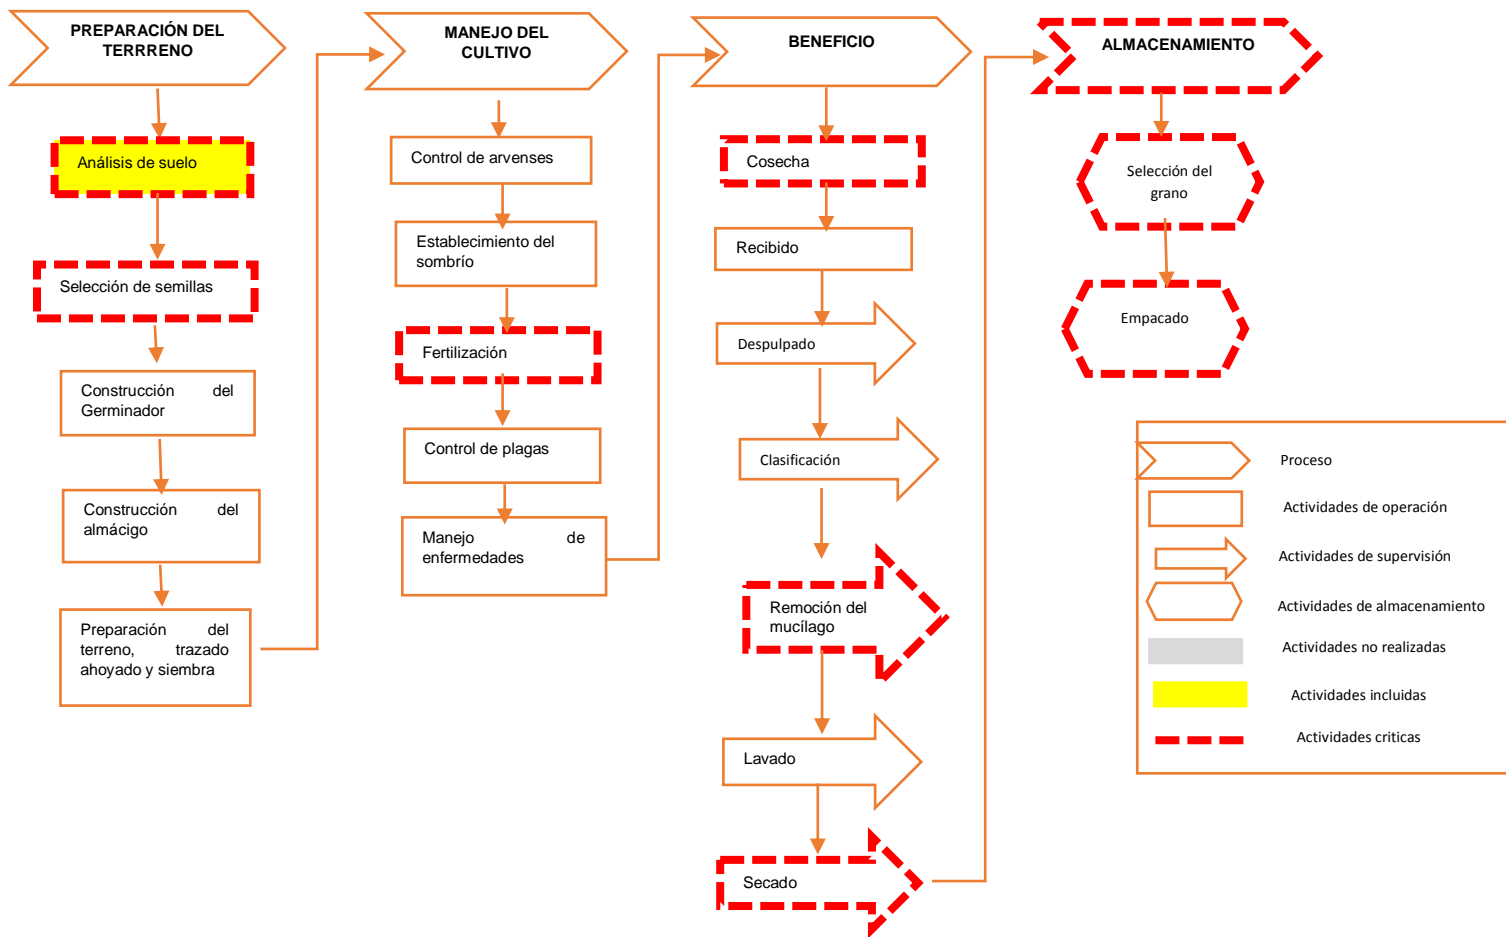 PREPARACIÓN DEL
TERRRENO
Análisis de suelo
Selección de semillas
Construcción del
Germinador
Construcción del
almácigo
Preparación del
terreno, trazado
ahoyado y siembra
MANEJO DEL
CULTIVO
Control de arvenses
Establecimiento del
sombrío
Fertilización
Control de plagas
Manejo de
enfermedades
BENEFICIO
Cosecha
Recibido
Despulpado
Clasificación
Remoción del
mucílago
Lavado
Secado
ALMACENAMIENTO
Selección del
grano
Empacado
Proceso
Actividades de operación
Actividades de supervisión
Actividades de almacenamiento
Actividades no realizadas
Actividades incluidas
Actividades criticas